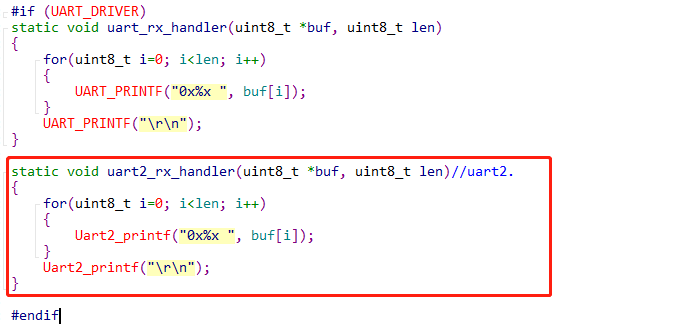 #if (UART_DRIVER)
static void uart_rx_handler(uint8_t *buf, uint8_t len)
{
    for(uint8_t i=0; i<len; i++)
    {
        UART_PRINTF("0x%x ", buf[i]);
    }
    UART_PRINTF("\r\n");
}
static void uart2_rx_handler(uint8_t *buf, uint8_t len)//uart2.
{
    for(uint8_t i=0; i<len; i++)
    {
        Uart2_printf("0x%x ", buf[i]);
    }
    Uart2_printf("\r\n");
}
#endif